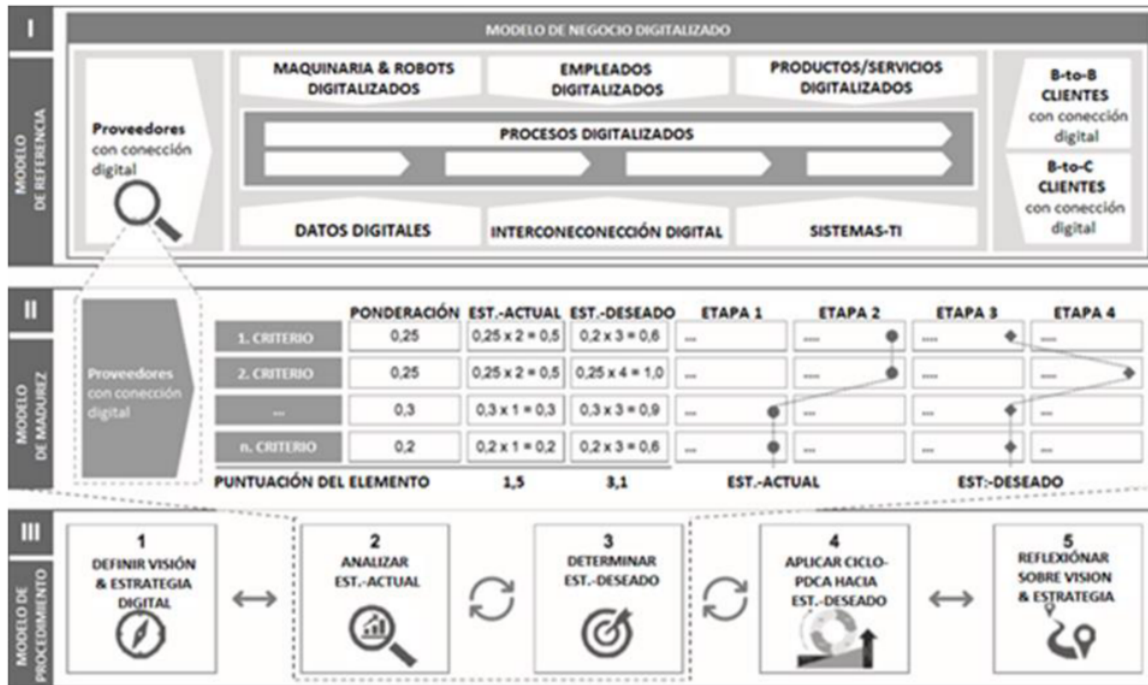 I
MODELO DE NEGOCIO DIGITALIZADO
MODELO
DE REFERENCIA
Proveedores
con conección
digital
MAQUINARIA & ROBOTS
DIGITALIZADOS
EMPLEADOS
DIGITALIZADOS
PRODUCTOS/SERVICIOS
DIGITALIZADOS
PROCESOS DIGITALIZADOS
DATOS DIGITALES
INTERCONECONECCIÓN DIGITAL
SISTEMAS-TI
B-to-B
CLIENTES
con conección
digital
B-to-C
CLIENTES
con conección
digital
II
MODELO
DE MADUREZ
Proveedores
con conección
digital
PONDERACIÓN EST.-ACTUAL EST.-DESEADO ETAPA 1 ETAPA 2 ETAPA 3 ETAPA 4
1. CRITERIO 0,25 0,25 x 2 = 0,5 0,2 x 3 = 0,6 ... .... .... ...
2. CRITERIO 0,25 0,25 x 2 = 0,5 0,25 x 4 = 1,0 ... .... .... ...
... 0,3 0,3 x 1 = 0,3 0,3 x 3 = 0,9 ... ... ... ...
n. CRITERIO 0,2 0,2 x 1 = 0,2 0,2 x 3 = 0,6 ... ... ... ...
PUNTUACIÓN DEL ELEMENTO 1,5 3,1 EST.-ACTUAL EST:-DESEADO
III
MODELO DE
PROCEDIMIENTO
1
DEFINIR VISIÓN
& ESTRATEGIA
DIGITAL
2
ANALIZAR
EST.-ACTUAL
3
DETERMINAR
EST.-DESEADO
4
APLICAR CICLO-
PDCA HACIA
EST.-DESEADO
5
REFLEXIÓNAR
SOBRE VISION
& ESTRATEGIA